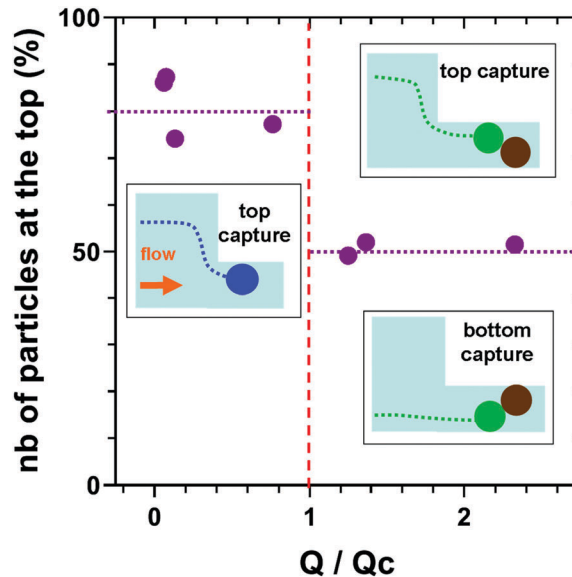 nb of particles at the top (%)
100
50
0
top capture
top
capture
flow
bottom
capture
0
1
2
Q / Qc